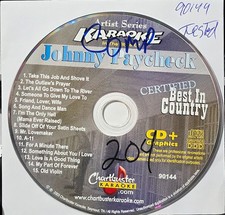 90144
Tested
Artist Series
KARAOKE
COMP
Johnny Paycheck
1. Take This Job And Shove It
2. The Outlaw's Prayer
3. Let's All Go Down To The River
4. Someone To Give My Love To
5. Friend, Lover, Wife
6. Song And Dance Man
7. I'm The Only Hell
(Mama Ever Raised)
8. Slide Off Of Your Satin Sheets
9. Mr. Lovemaker
10. A-11
11. For A Minute There
12. Something About You I Love
13. Love Is A Good Thing
14. My Part Of Forever
15. Old Violin
CERTIFIED
Best In
Country
CD+
Graphics
209
90144
Chartbuster
KARAOKE
www.chartbusterkaraoke.com